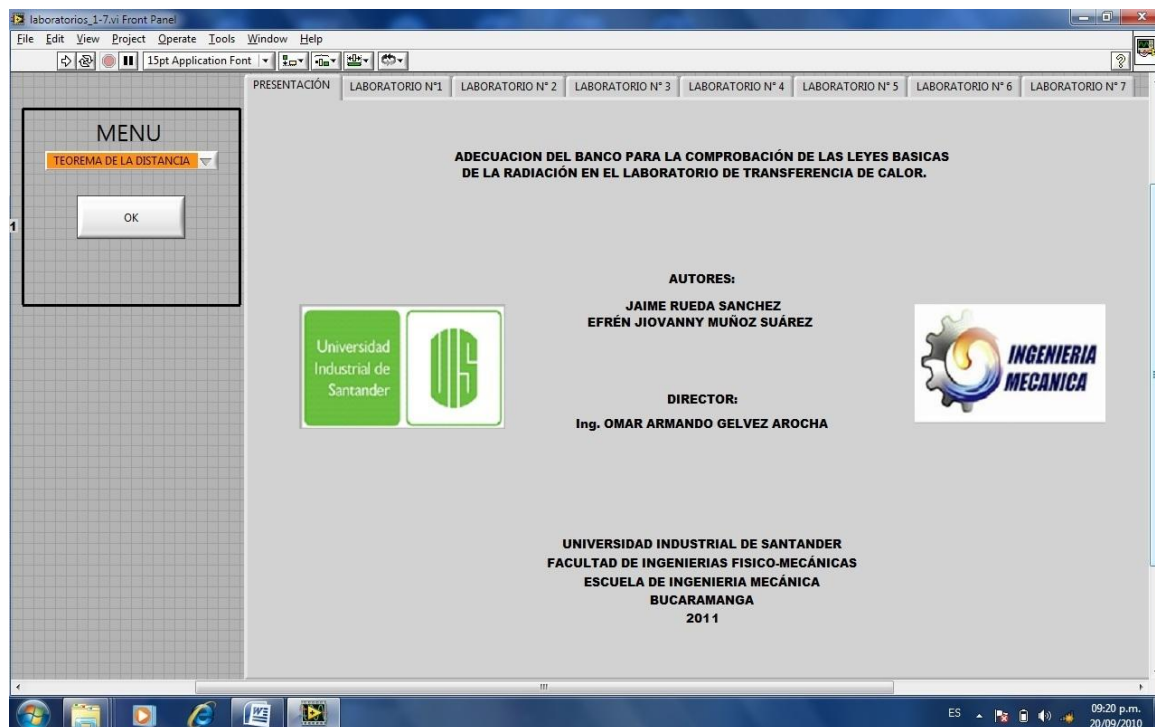 laboratorios_1-7.vi Front Panel
File Edit View Project Operate Tools Window Help
15pt Application Font
PRESENTACIÓN LABORATORIO N°1 LABORATORIO N° 2 LABORATORIO N° 3 LABORATORIO N° 4 LABORATORIO N° 5 LABORATORIO N° 6 LABORATORIO N° 7
MENU
TEOREMA DE LA DISTANCIA
OK
1
ADECUACION DEL BANCO PARA LA COMPROBACIÓN DE LAS LEYES BASICAS
DE LA RADIACIÓN EN EL LABORATORIO DE TRANSFERENCIA DE CALOR.
AUTORES:
JAIME RUEDA SANCHEZ
EFRÉN JIOVANNY MUÑOZ SUÁREZ
Universidad
Industrial de
Santander
UIS
INGENIERIA
MECANICA
DIRECTOR:
Ing. OMAR ARMANDO GELVEZ AROCHA
UNIVERSIDAD INDUSTRIAL DE SANTANDER
FACULTAD DE INGENIERIAS FISICO-MECÁNICAS
ESCUELA DE INGENIERIA MECÁNICA
BUCARAMANGA
2011
ES
09:20 p.m.
20/09/2010